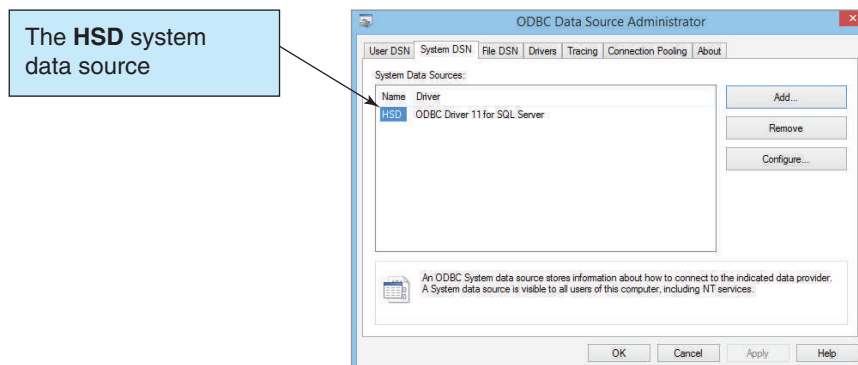 The HSD system
data source
ODBC Data Source Administrator
User DSN System DSN File DSN Drivers Tracing Connection Pooling About
System Data Sources:
Name Driver
HSD ODBC Driver 11 for SQL Server
Add...
Remove
Configure...
An ODBC System data source stores information about how to connect to the indicated data provider.
A System data source is visible to all users of this computer, including NT services.
OK Cancel Apply Help